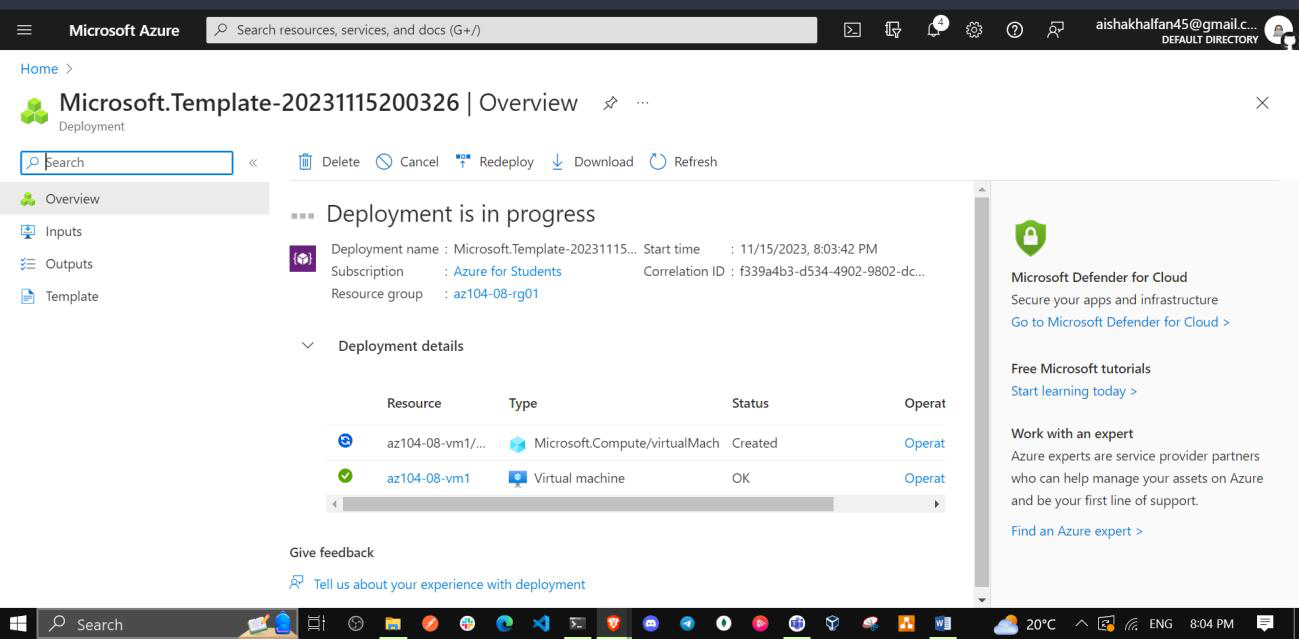 Microsoft Azure
Search resources, services, and docs (G+/)
4
aishakhalfan45@gmail.c...
DEFAULT DIRECTORY
Home >
Microsoft.Template-20231115200326 | Overview
Deployment
Search
Delete
Cancel
Redeploy
Download
Refresh
Overview
Inputs
Outputs
Template
Deployment is in progress
Deployment name : Microsoft.Template-20231115... Start time : 11/15/2023, 8:03:42 PM
Subscription : Azure for Students Correlation ID : f339a4b3-d534-4902-9802-dc...
Resource group : az104-08-rg01
Deployment details
Resource Type Status Operat
az104-08-vm1/... Microsoft.Compute/virtualMach Created Operat
az104-08-vm1 Virtual machine OK Operat
Give feedback
Tell us about your experience with deployment
Microsoft Defender for Cloud
Secure your apps and infrastructure
Go to Microsoft Defender for Cloud >
Free Microsoft tutorials
Start learning today >
Work with an expert
Azure experts are service provider partners
who can help manage your assets on Azure
and be your first line of support.
Find an Azure expert >
Search
20°C
ENG
8:04 PM